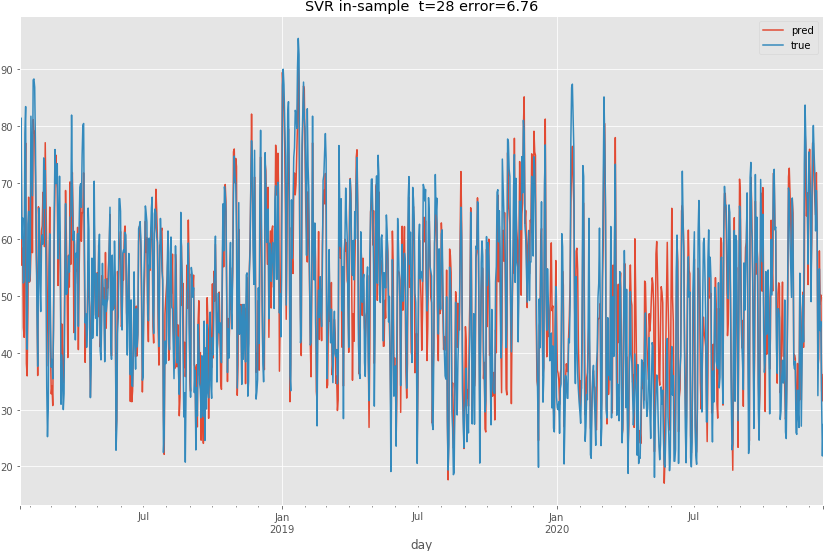 SVR in-sample  t=28 error=6.76
pred
true
90
80
70
60
50
40
30
20
Jul
Jan
2019
Jul
Jan
2020
Jul
day